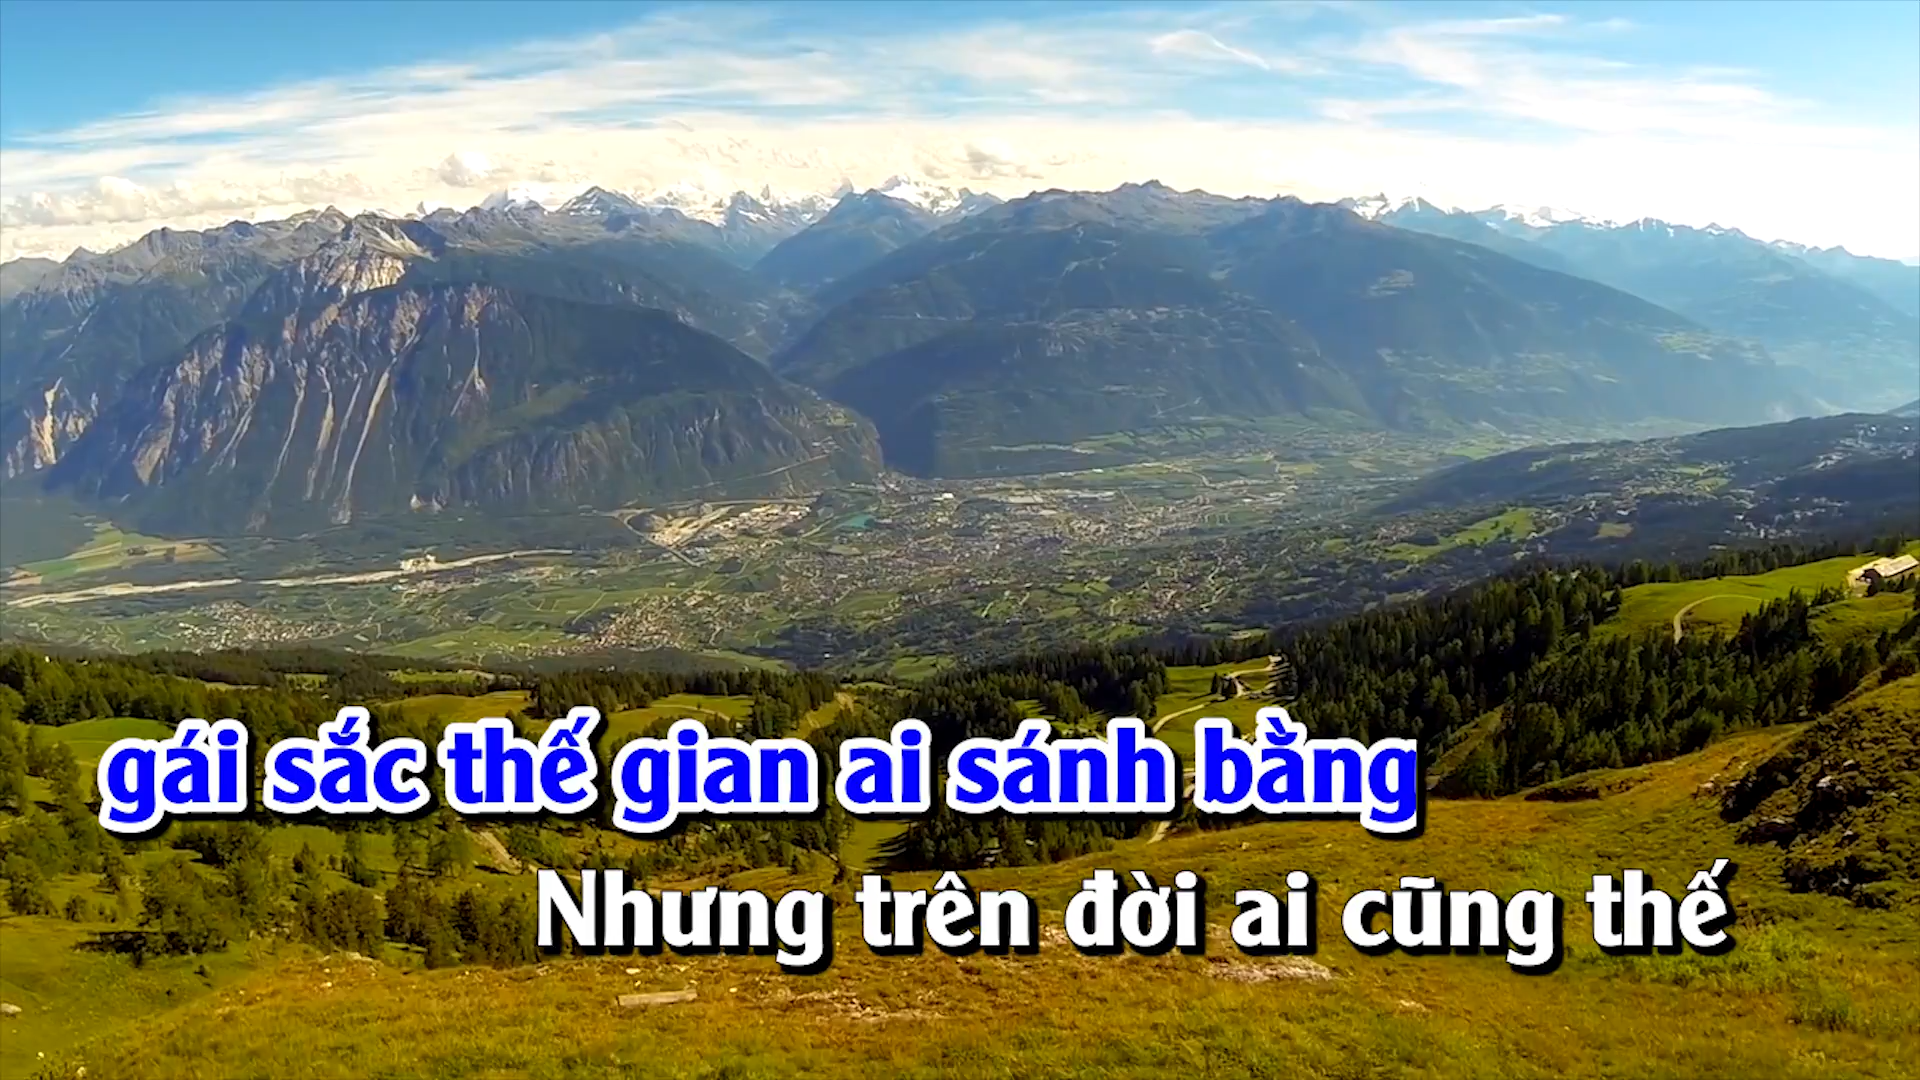 gái sắc thế gian ai sánh bằng
Nhưng trên đời ai cũng thế